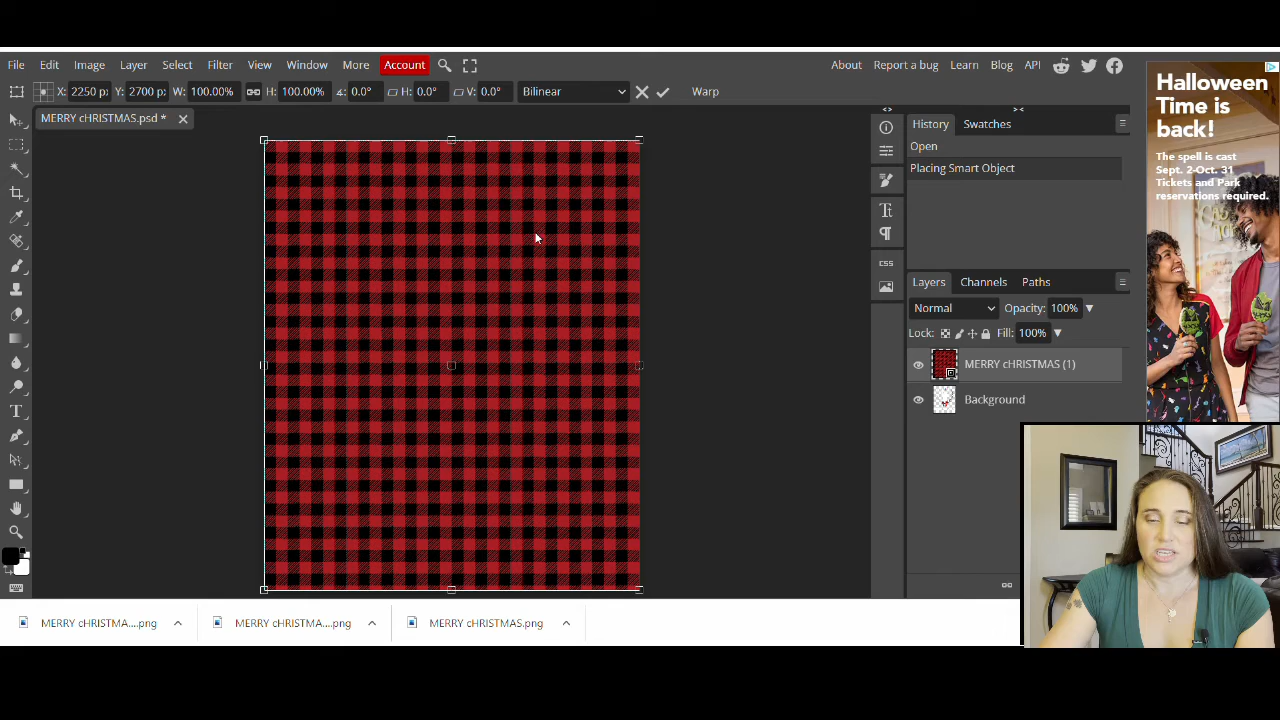 File Edit Image Layer Select Filter View Window More Account About Report a bug Learn Blog API
X: 2250 p: Y: 2700 p: W: 100.00% H: 100.00% 0.0° H: 0.0° V: 0.0° Bilinear Warp
MERRY cHRISTMAS.psd *
History Swatches
Open
Placing Smart Object
Tt
CSS
Layers Channels Paths
Normal Opacity: 100%
Lock: Fill: 100%
MERRY cHRISTMAS (1)
Background
T
Halloween
Time is
back!
The spell is cast
Sept. 2-Oct. 31
Tickets and Park
reservations required.
MERRY cHRISTMA....png MERRY cHRISTMA....png MERRY cHRISTMAS.png